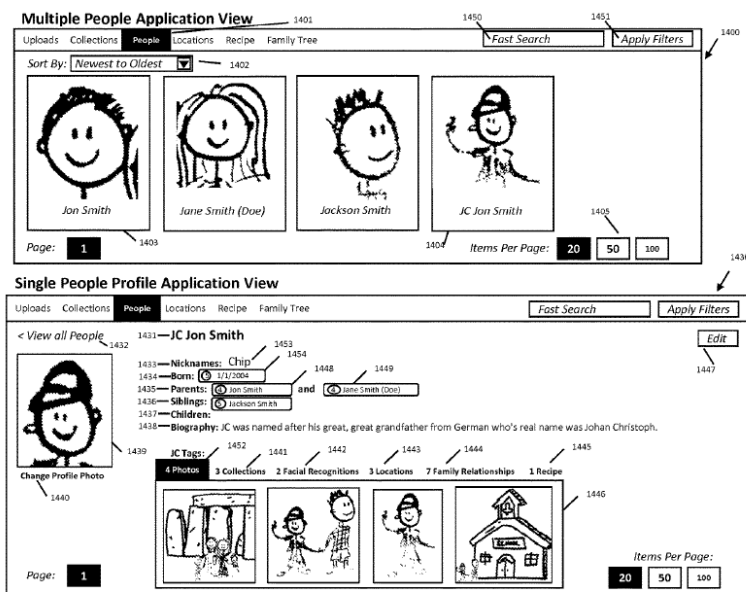 Multiple People Application View
1401
1450
1451
1400
Uploads Collections People Locations Recipe Family Tree Fast Search Apply Filters
Sort By: Newest to Oldest 1402
Jon Smith Jane Smith (Doe) Jackson Smith JC Jon Smith
1403 1404 1405
Page: 1 Items Per Page: 20 50 100
Single People Profile Application View
Uploads Collections People Locations Recipe Family Tree Fast Search Apply Filters
< View all People 1431 JC Jon Smith Edit
1432 1453 1447
1433 Nicknames: Chip 1454
1434 Born: 1/1/2004 1448 1449
1435 Parents: 4 Jon Smith and 4 Jane Smith (Doe)
1436 Siblings: Jackson Smith
1437 Children:
1438 Biography: JC was named after his great, great grandfather from German who's real name was Johan Christoph.
1439 JC Tags: 1452 1441 1442 1443 1444 1445
4 Photos 3 Collections 2 Facial Recognitions 3 Locations 7 Family Relationships 1 Recipe
Change Profile Photo
1440
1446
Items Per Page:
Page: 1 20 50 100